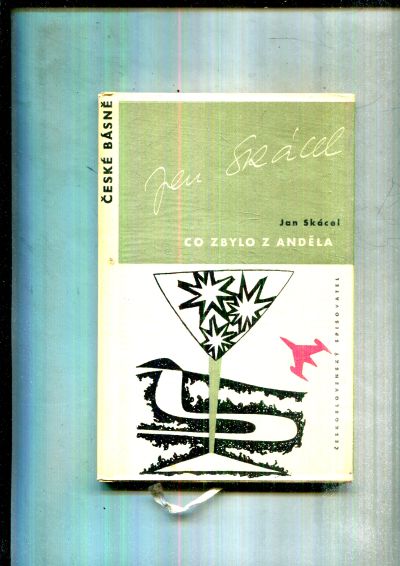 ČESKÉ BÁSNĚ
Jan Skácel
Jan Skácel
CO ZBYLO Z ANDĚLA
ČESKOSLOVENSKÝ SPISOVATEL